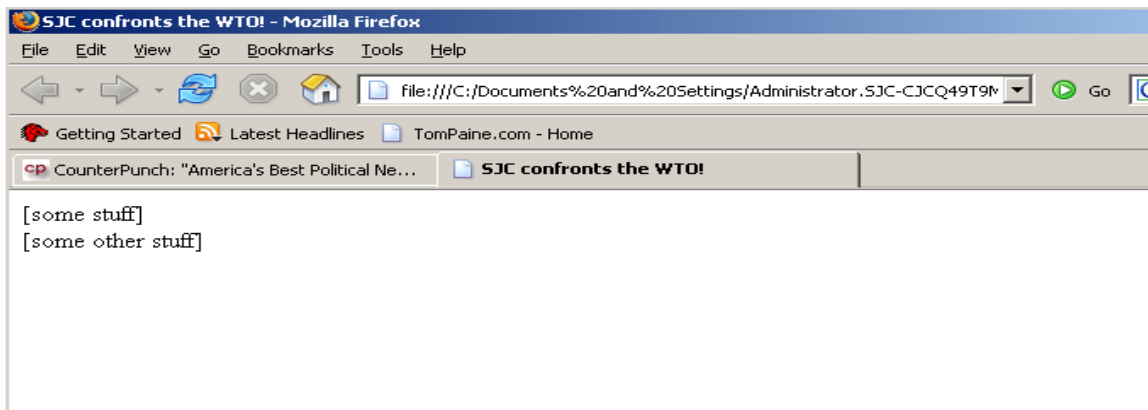 SJC confronts the WTO! - Mozilla Firefox
File Edit View Go Bookmarks Tools Help
file:///C:/Documents%20and%20Settings/Administrator.SJC-CJCQ49T9M Go
Getting Started Latest Headlines TomPaine.com - Home
CP CounterPunch: "America's Best Political Ne... SJC confronts the WTO!
[some stuff]
[some other stuff]